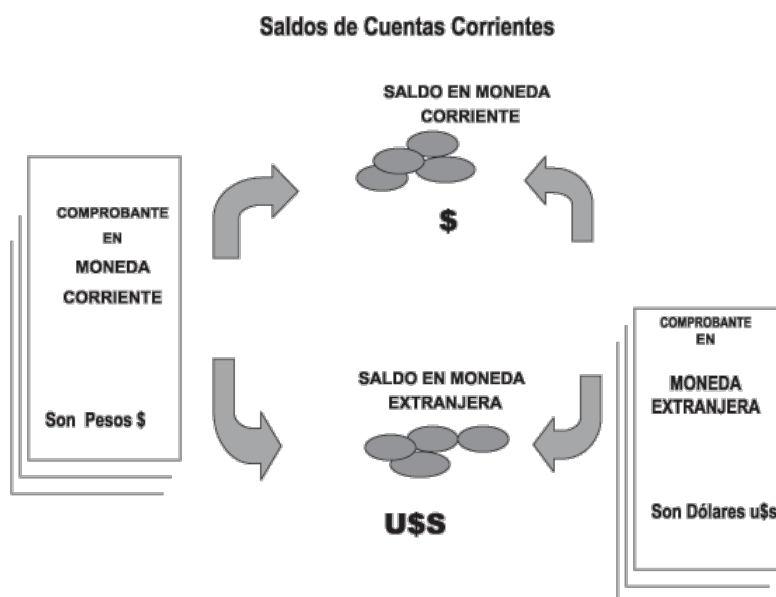 Saldos de Cuentas Corrientes
SALDO EN MONEDA
CORRIENTE
$
COMPROBANTE
EN
MONEDA
CORRIENTE
Son Pesos $
SALDO EN MONEDA
EXTRANJERA
U$S
COMPROBANTE
EN
MONEDA
EXTRANJERA
Son Dólares u$s